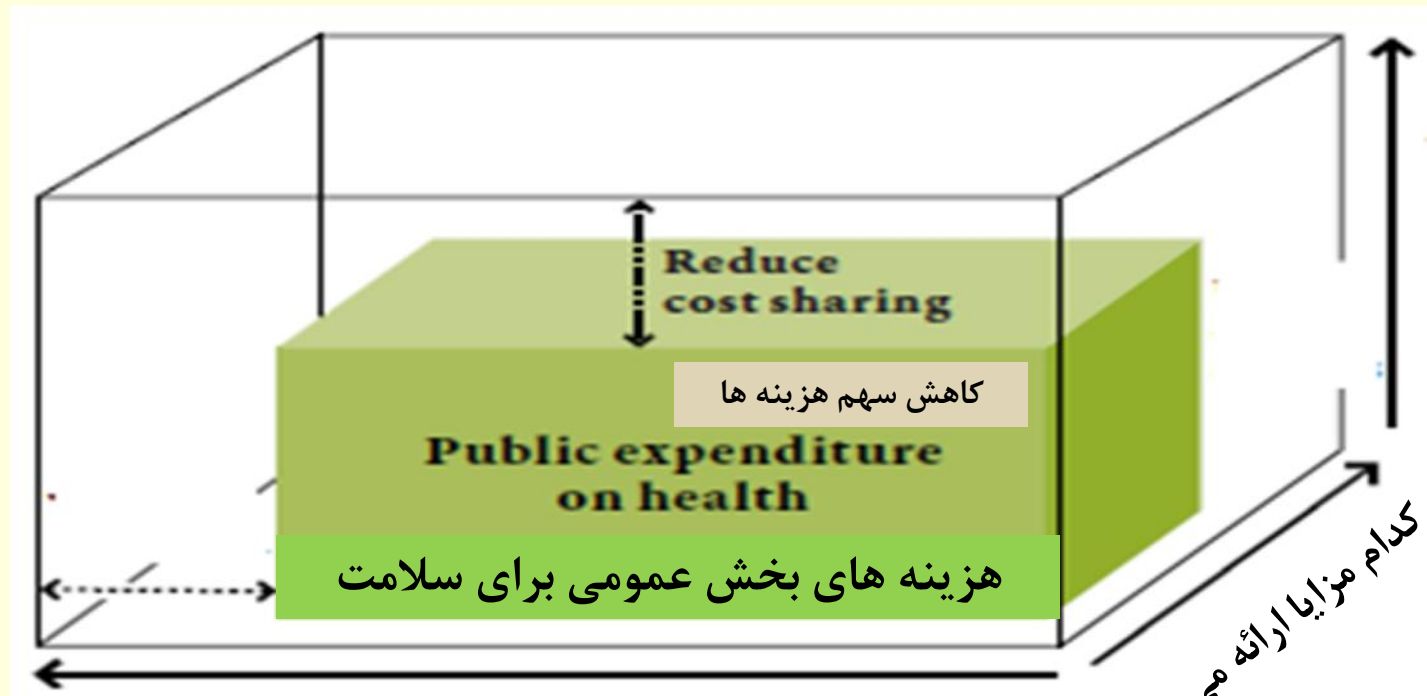 Reduce
cost sharing
کاهش سهم هزینه ها
Public expenditure
on health
هزینه های بخش عمومی برای سلامت
کدام مزایا ارائه